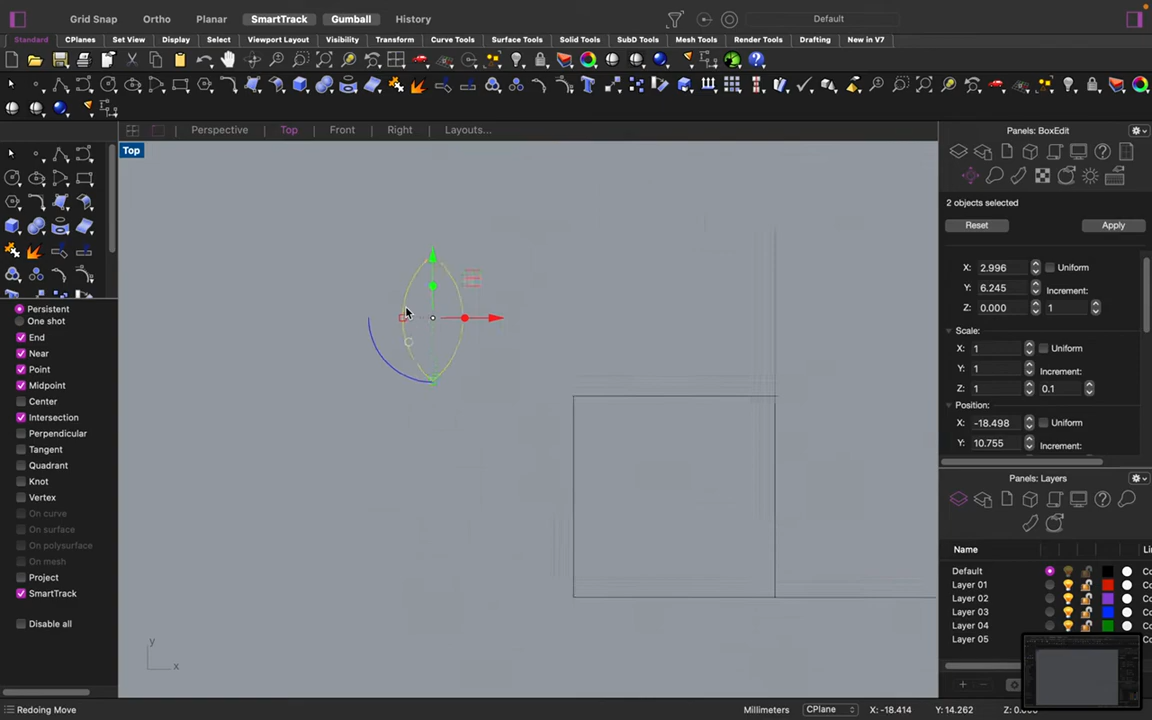 Grid Snap Ortho Planar SmartTrack Gumball History Default
Standard CPlanes Set View Display Select Viewport Layout Visibility Transform Curve Tools Surface Tools Solid Tools SubD Tools Mesh Tools Render Tools Drafting New in V7
Perspective Top Front Right Layouts...
Top
Panels: BoxEdit
2 objects selected
Reset Apply
X: 2.996 Uniform
Y: 6.245 Increment:
Z: 0.000 1
Scale:
X: 1 Uniform
Y: 1 Increment:
Z: 1 0.1
Position:
X: -18.498 Uniform
Y: 10.755 Increment:
Persistent
One shot
End
Near
Point
Midpoint
Center
Intersection
Perpendicular
Tangent
Quadrant
Knot
Vertex
On curve
On surface
On polysurface
On mesh
Project
SmartTrack
Disable all
Panels: Layers
Name Li
Default Co
Layer 01 Co
Layer 02 Co
Layer 03 Co
Layer 04 Co
Layer 05
y
x
Redoing Move Millimeters CPlane X: -18.414 Y: 14.262